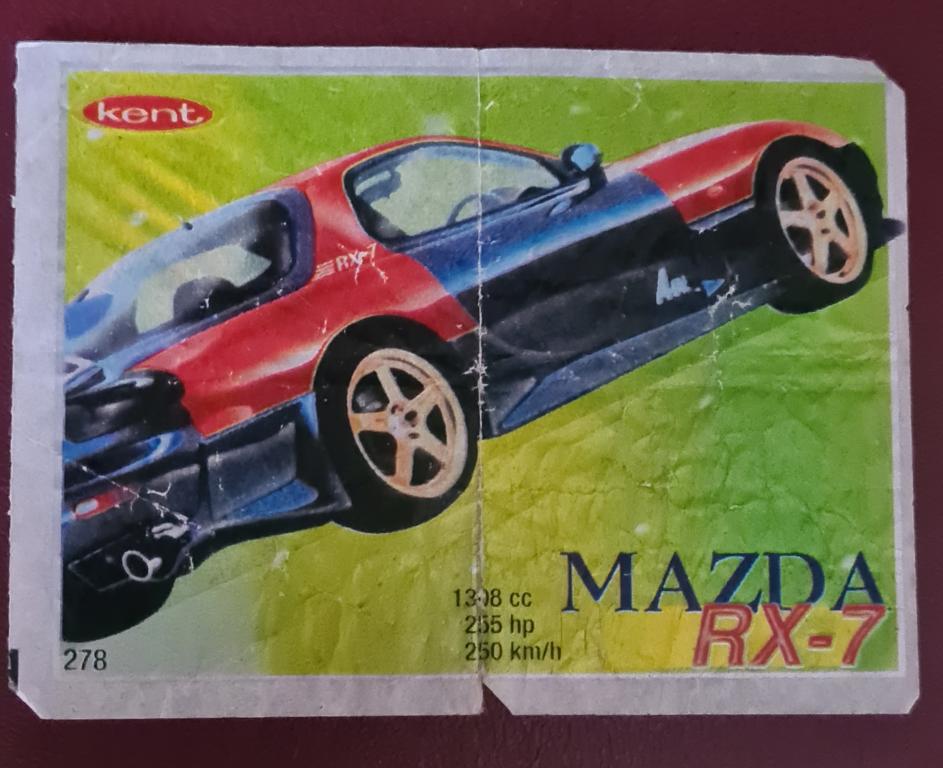 kent
RX-7
1308 cc
255 hp
250 km/h
MAZDA
RX-7
278